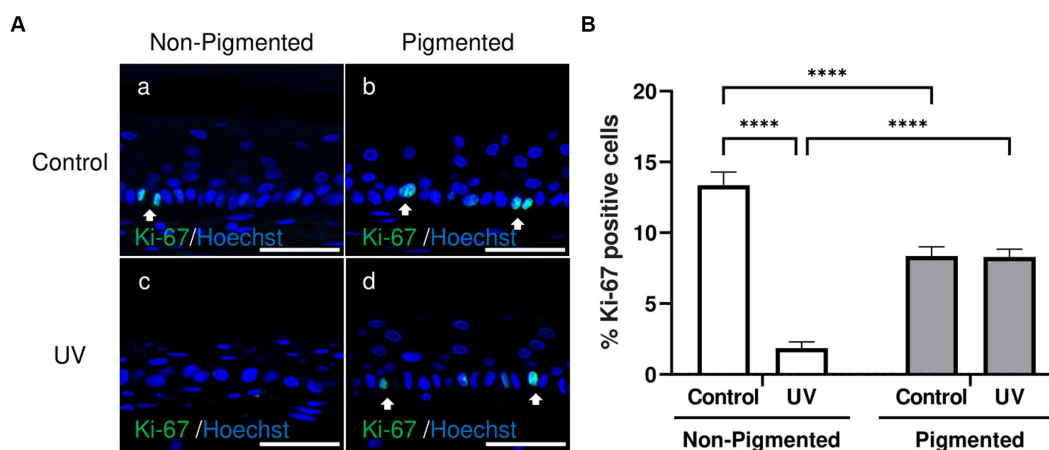 A
Non-Pigmented
Pigmented
Control
UV
a
Ki-67/Hoechst
b
Ki-67 /Hoechst
c
Ki-67 /Hoechst
d
Ki-67 /Hoechst
B
% Ki-67 positive cells
20
15
10
5
0
****
****
****
Control
UV
Control
UV
Non-Pigmented
Pigmented